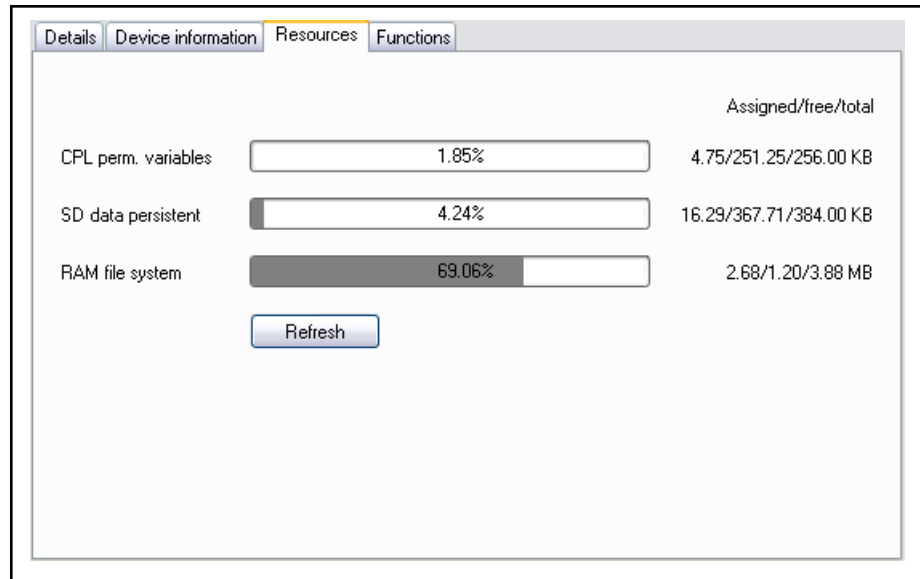 Details Device information Resources Functions
Assigned/free/total
CPL perm. variables 1.85% 4.75/251.25/256.00 KB
SD data persistent 4.24% 16.29/367.71/384.00 KB
RAM file system 69.06% 2.68/1.20/3.88 MB
Refresh